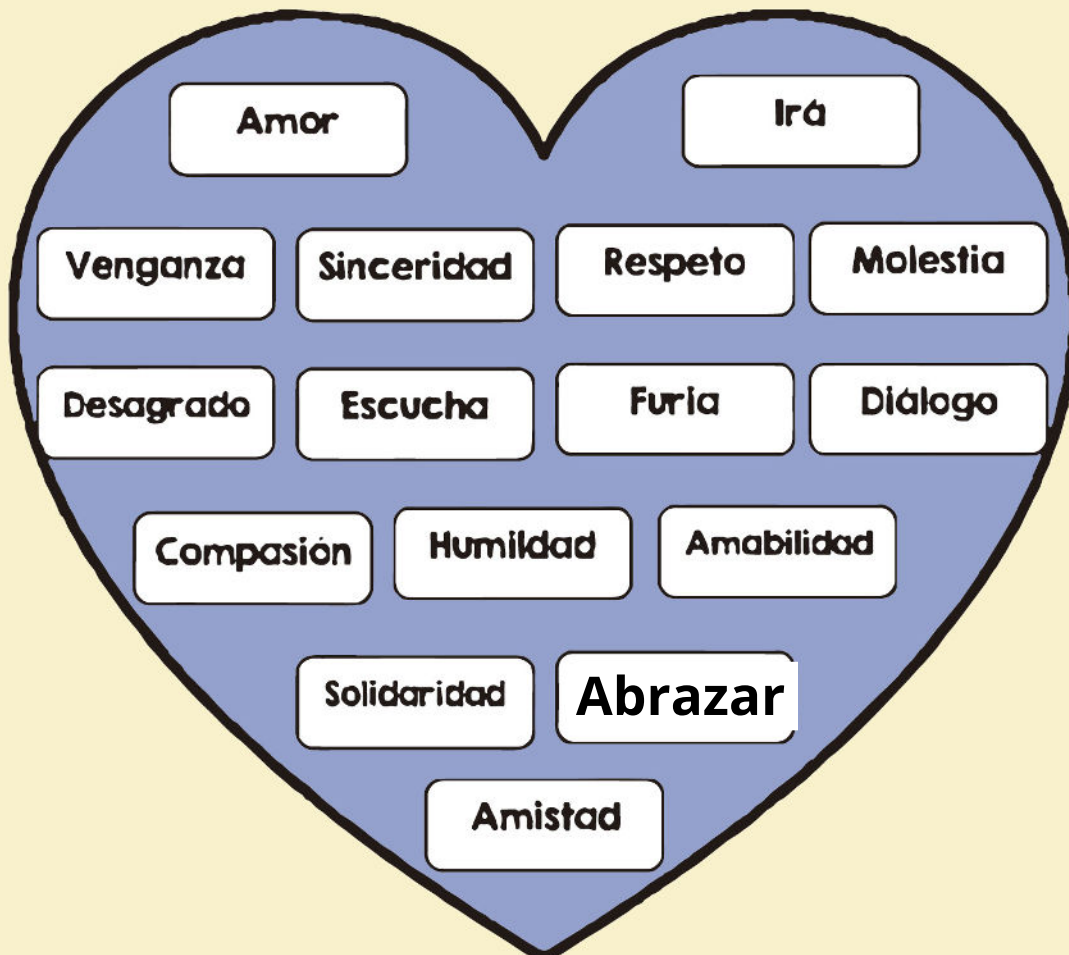 Amor
Irá
Venganza
Sinceridad
Respeto
Molestia
Desagrado
Escucha
Furia
Diálogo
Compasión
Humildad
Amabilidad
Solidaridad
Abrazar
Amistad